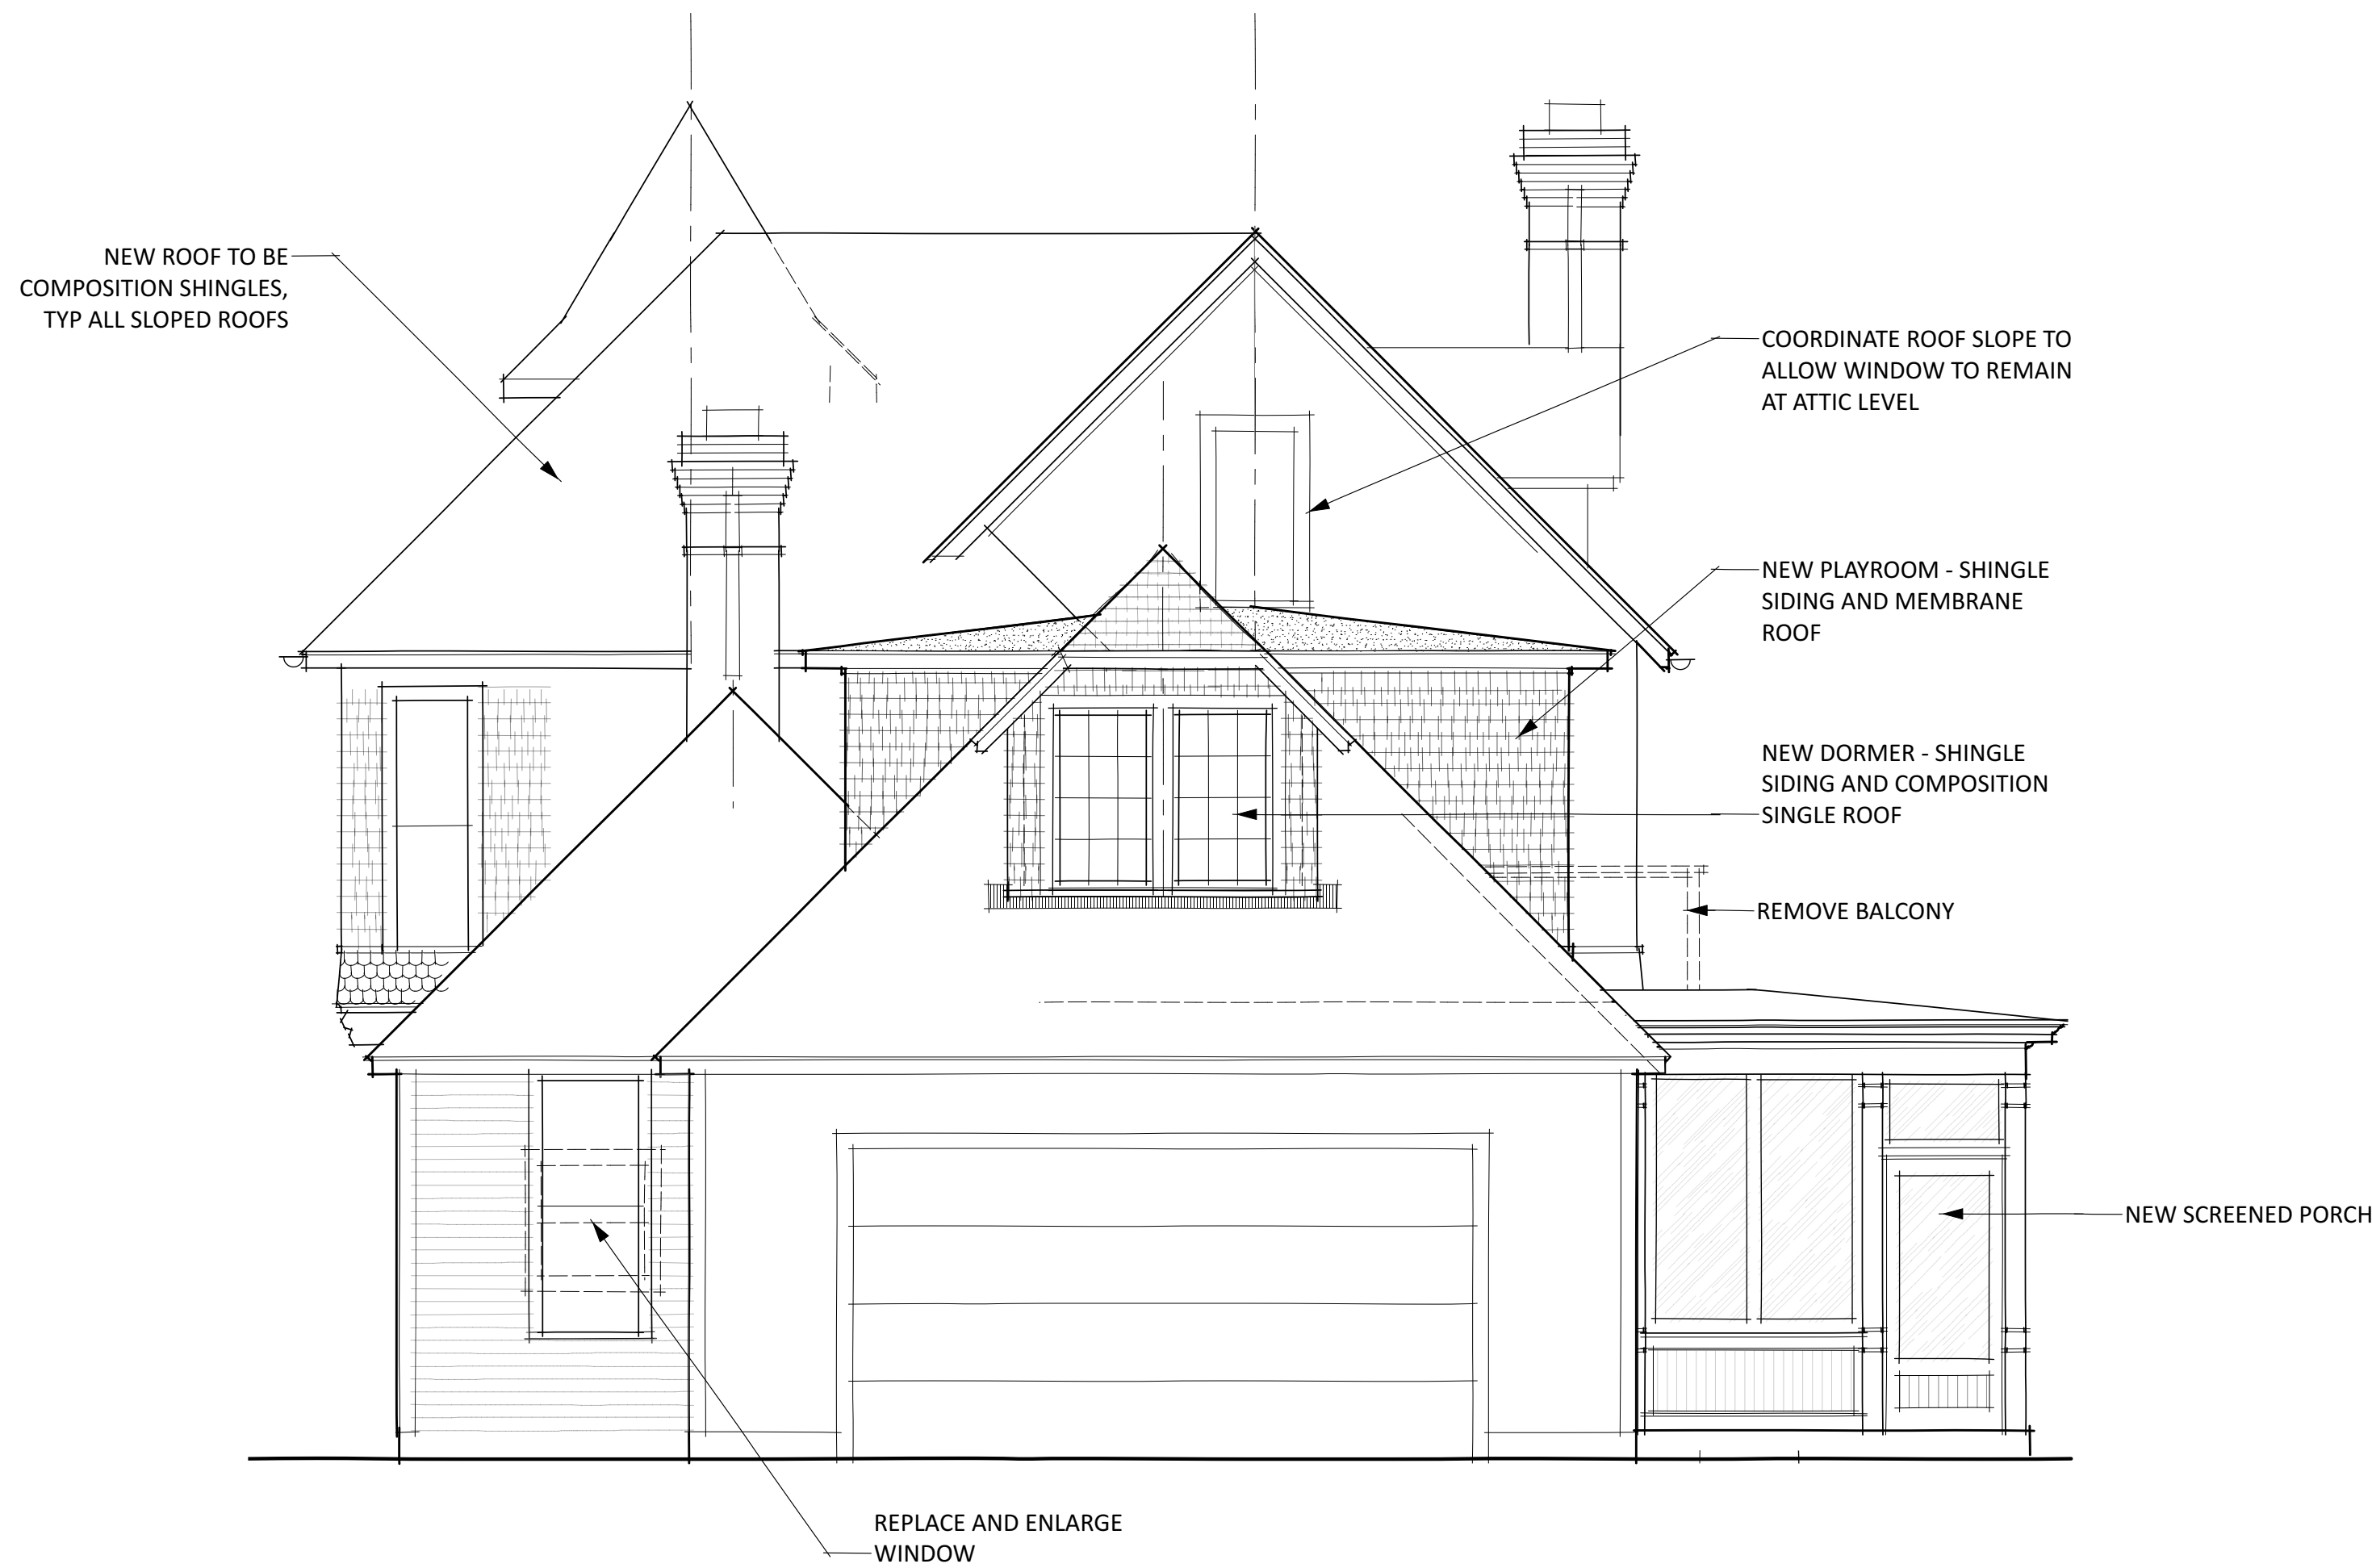 NEW ROOF TO BE
COMPOSITION SHINGLES,
TYP ALL SLOPED ROOFS
COORDINATE ROOF SLOPE TO
ALLOW WINDOW TO REMAIN
AT ATTIC LEVEL
NEW PLAYROOM - SHINGLE
SIDING AND MEMBRANE
ROOF
NEW DORMER - SHINGLE
SIDING AND COMPOSITION
SINGLE ROOF
REMOVE BALCONY
NEW SCREENED PORCH
REPLACE AND ENLARGE
WINDOW